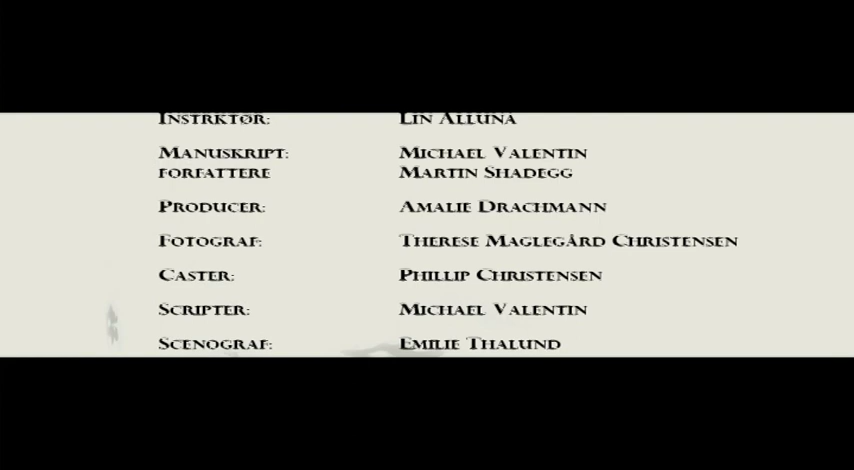 Instrktør: Lin Alluna
Manuskript: Michael Valentin
forfattere Martin Shadegg
Producer: Amalie Drachmann
Fotograf: Therese Maglegård Christensen
Caster: Phillip Christensen
Scripter: Michael Valentin
Scenograf: Emilie Thalund